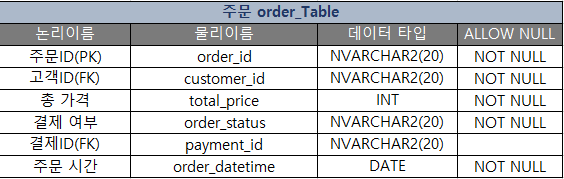 주문 order_Table
논리이름 물리이름 데이터 타입 ALLOW NULL
주문ID(PK) order_id NVARCHAR2(20) NOT NULL
고객ID(FK) customer_id NVARCHAR2(20) NOT NULL
총 가격 total_price INT NOT NULL
결제 여부 order_status NVARCHAR2(20) NOT NULL
결제ID(FK) payment_id NVARCHAR2(20)
주문 시간 order_datetime DATE NOT NULL